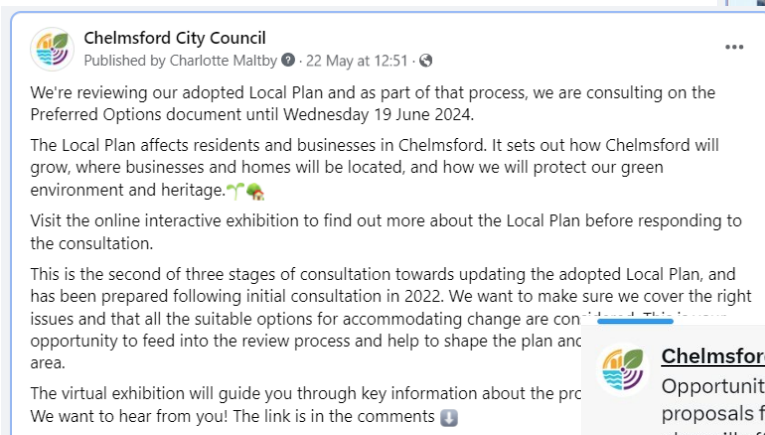 Chelmsford City Council
Published by Charlotte Maltby · 22 May at 12:51 ·
We're reviewing our adopted Local Plan and as part of that process, we are consulting on the
Preferred Options document until Wednesday 19 June 2024.
The Local Plan affects residents and businesses in Chelmsford. It sets out how Chelmsford will
grow, where businesses and homes will be located, and how we will protect our green
environment and heritage.🌱🏡
Visit the online interactive exhibition to find out more about the Local Plan before responding to
the consultation.
This is the second of three stages of consultation towards updating the adopted Local Plan, and
has been prepared following initial consultation in 2022. We want to make sure we cover the right
issues and that all the suitable options for accommodating change are
opportunity to feed into the review process and help to shape the plan and
area.
The virtual exhibition will guide you through key information about the
We want to hear from you! The link is in the comments ⬇️
Chelmsfor
Opportunit
proposals f